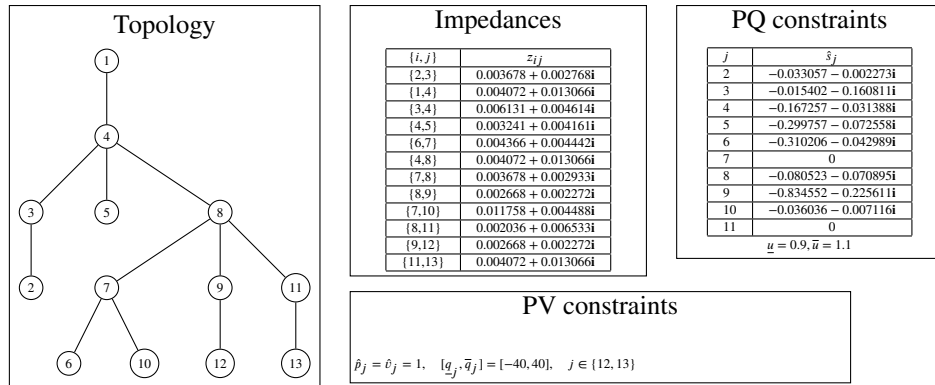 Topology
1
4
3
5
8
2
7
9
11
6
10
12
13
Impedances
{i, j} z_{ij}
{2,3} 0.003678 + 0.002768i
{1,4} 0.004072 + 0.013066i
{3,4} 0.006131 + 0.004614i
{4,5} 0.003241 + 0.004161i
{6,7} 0.004366 + 0.004442i
{4,8} 0.004072 + 0.013066i
{7,8} 0.003678 + 0.002933i
{8,9} 0.002668 + 0.002272i
{7,10} 0.011758 + 0.004488i
{8,11} 0.002036 + 0.006533i
{9,12} 0.002668 + 0.002272i
{11,13} 0.004072 + 0.013066i
PQ constraints
j ŝ_j
2 −0.033057 − 0.002273i
3 −0.015402 − 0.160811i
4 −0.167257 − 0.031388i
5 −0.299757 − 0.072558i
6 −0.310206 − 0.042989i
7 0
8 −0.080523 − 0.070895i
9 −0.834552 − 0.225611i
10 −0.036036 − 0.007116i
11 0
u̲ = 0.9, u̅ = 1.1
PV constraints
p̂_j = v̂_j = 1, [q̲_j, q̅_j] = [−40, 40], j ∈ {12, 13}